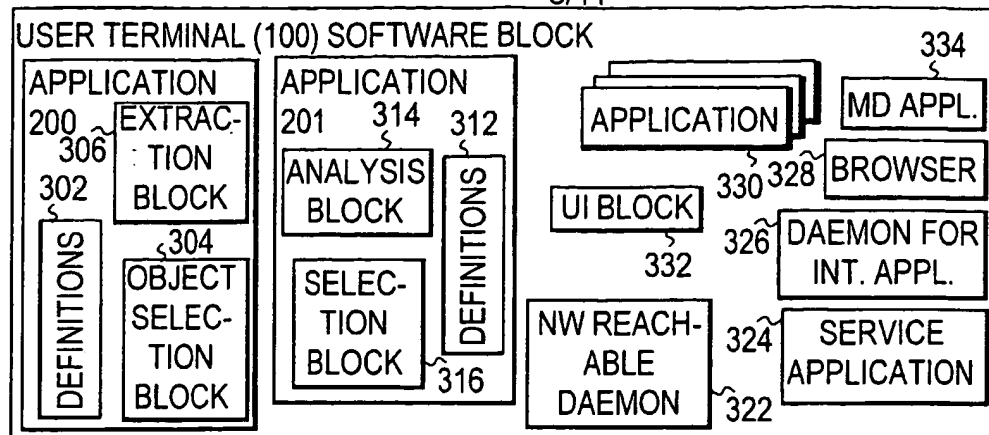 USER TERMINAL (100) SOFTWARE BLOCK
APPLICATION
200
EXTRAC-
TION
BLOCK
306
302
DEFINITIONS
304
OBJECT
SELEC-
TION
BLOCK
APPLICATION
201
314
312
ANALYSIS
BLOCK
DEFINITIONS
SELEC-
TION
BLOCK
316
APPLICATION
330
UI BLOCK
332
NW REACH-
ABLE
DAEMON
322
334
MD APPL.
328
BROWSER
326
DAEMON FOR
INT. APPL.
324
SERVICE
APPLICATION